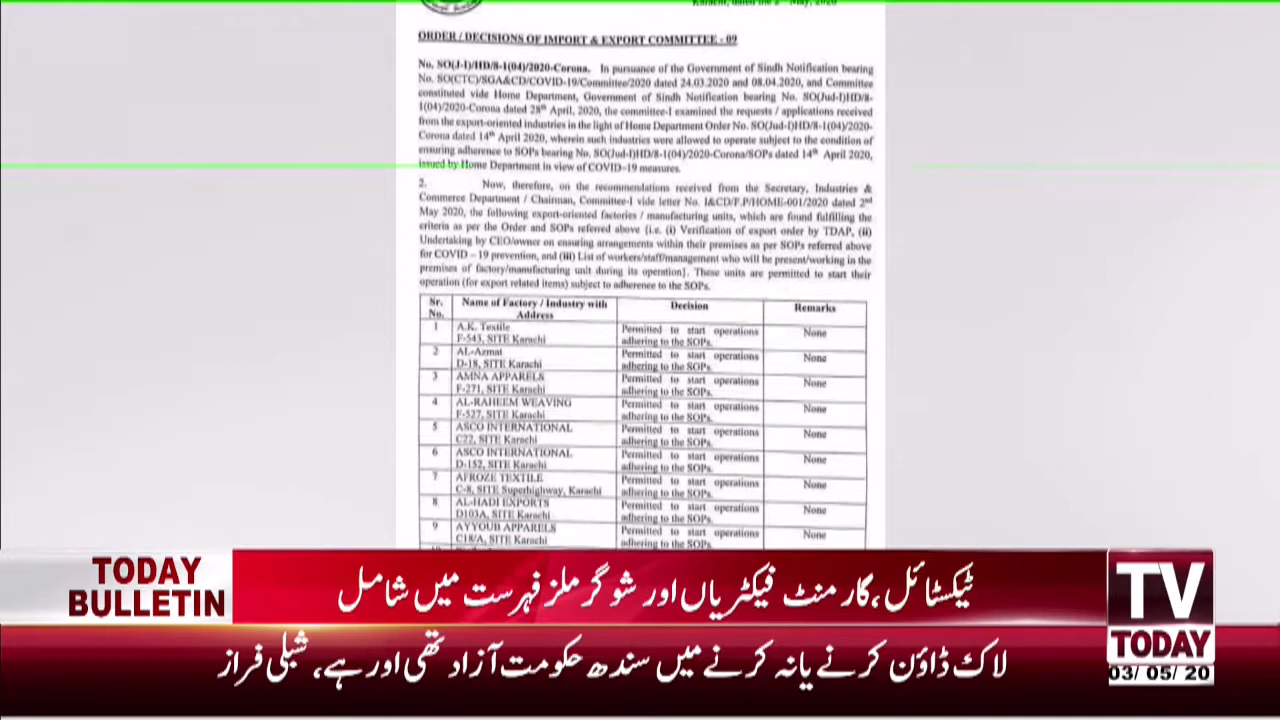 Karachi, dated the 2nd May, 2020
ORDER / DECISIONS OF IMPORT & EXPORT COMMITTEE - 09
No. SO(J-I)/HD/8-1(04)/2020-Corona. In pursuance of the Government of Sindh Notification bearing
No. SO(CTC)/SGA&CD/COVID-19/Committee/2020 dated 24.03.2020 and 08.04.2020, and Committee
constituted vide Home Department, Government of Sindh Notification bearing No. SO(Jud-I)HD/8-
1(04)/2020-Corona dated 28th April, 2020, the committee-I examined the requests / applications received
from the export-oriented industries in the light of Home Department Order No. SO(Jud-I)HD/8-1(04)/2020-
Corona dated 14th April 2020, wherein such industries were allowed to operate subject to the condition of
ensuring adherence to SOPs bearing No. SO(Jud-I)HD/8-1(04)/2020-Corona/SOPs dated 14th April 2020,
issued by Home Department in view of COVID-19 measures.
2. Now, therefore, on the recommendations received from the Secretary, Industries &
Commerce Department / Chairman, Committee-I vide letter No. I&CD/F.P/HOME-001/2020 dated 2nd
May 2020, the following export-oriented factories / manufacturing units, which are found fulfilling the
criteria as per the Order and SOPs referred above [i.e. (i) Verification of export order by TDAP, (ii)
Undertaking by CEO/owner on ensuring arrangements within their premises as per SOPs referred above
for COVID – 19 prevention, and (iii) List of workers/staff/management who will be present/working in the
premises of factory/manufacturing unit during its operation]. These units are permitted to start their
operation (for export related items) subject to adherence to the SOPs.
Sr. No. Name of Factory / Industry with Address Decision Remarks
1 A.K. Textile F-543, SITE Karachi Permitted to start operations adhering to the SOPs. None
2 AL-Azmat D-18, SITE Karachi Permitted to start operations adhering to the SOPs. None
3 AMNA APPARELS F-271, SITE Karachi Permitted to start operations adhering to the SOPs. None
4 AL-RAHEEM WEAVING F-527, SITE Karachi Permitted to start operations adhering to the SOPs. None
5 ASCO INTERNATIONAL C22, SITE Karachi Permitted to start operations adhering to the SOPs. None
6 ASCO INTERNATIONAL D-152, SITE Karachi Permitted to start operations adhering to the SOPs. None
7 AFROZE TEXTILE C-8, SITE Superhighway, Karachi Permitted to start operations adhering to the SOPs. None
8 AL-HADI EXPORTS D103A, SITE Karachi Permitted to start operations adhering to the SOPs. None
9 AYYOUB APPARELS C18/A, SITE Karachi Permitted to start operations adhering to the SOPs. None
TODAY
BULLETIN
ٹیکسٹائل، گارمنٹ فیکٹریاں اور شوگر ملز فہرست میں شامل
لاک ڈاؤن کرنے یا نہ کرنے میں سندھ حکومت آزاد تھی اور ہے، شبلی فراز
TV
TODAY
03/ 05/ 20